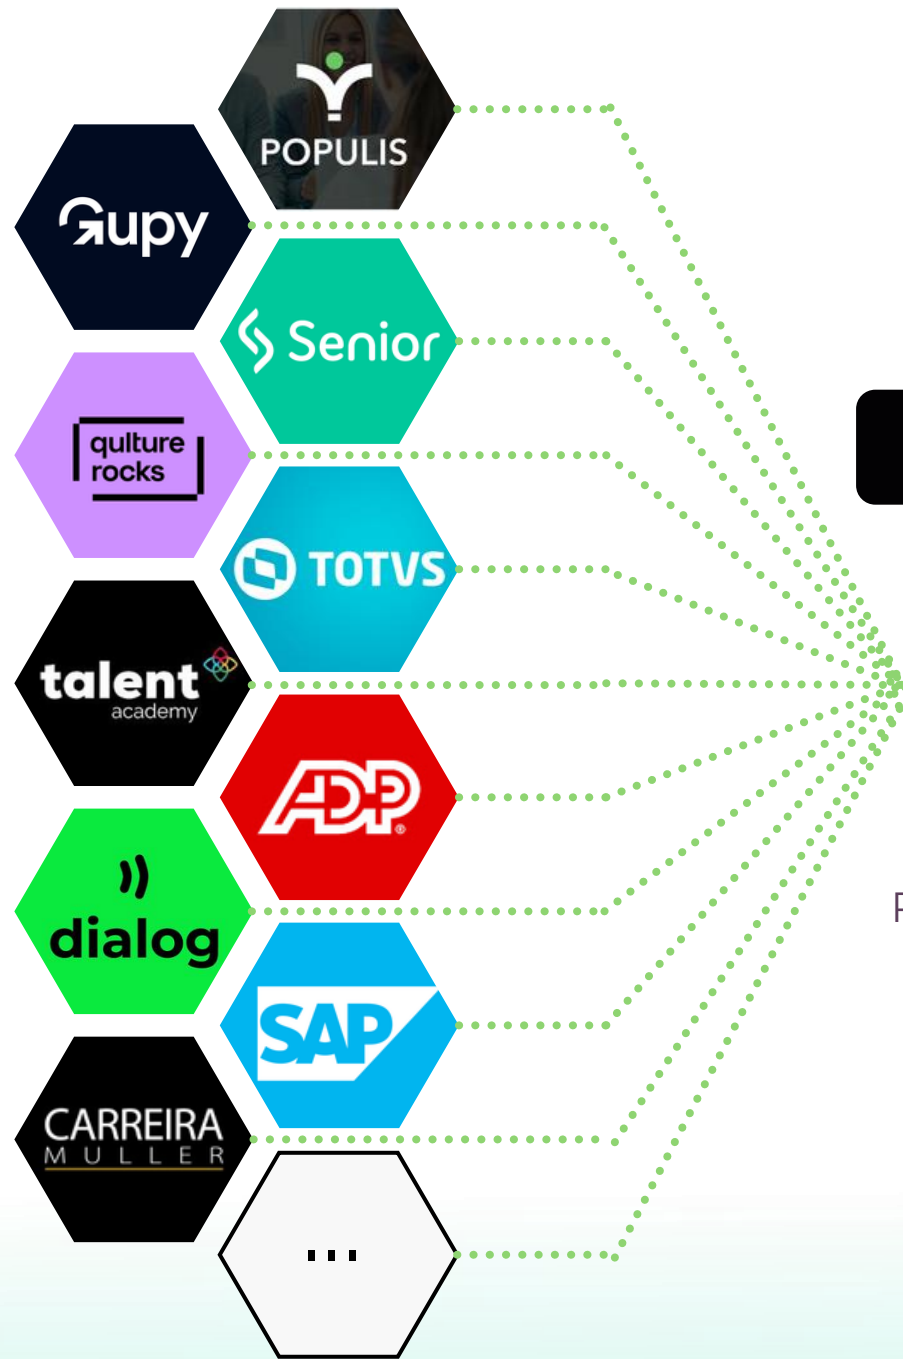 POPULIS
Gupy
Senior
qulture
rocks
TOTVS
talent
academy
ADP
dialog
SAP
CARREIRA
MULLER
...